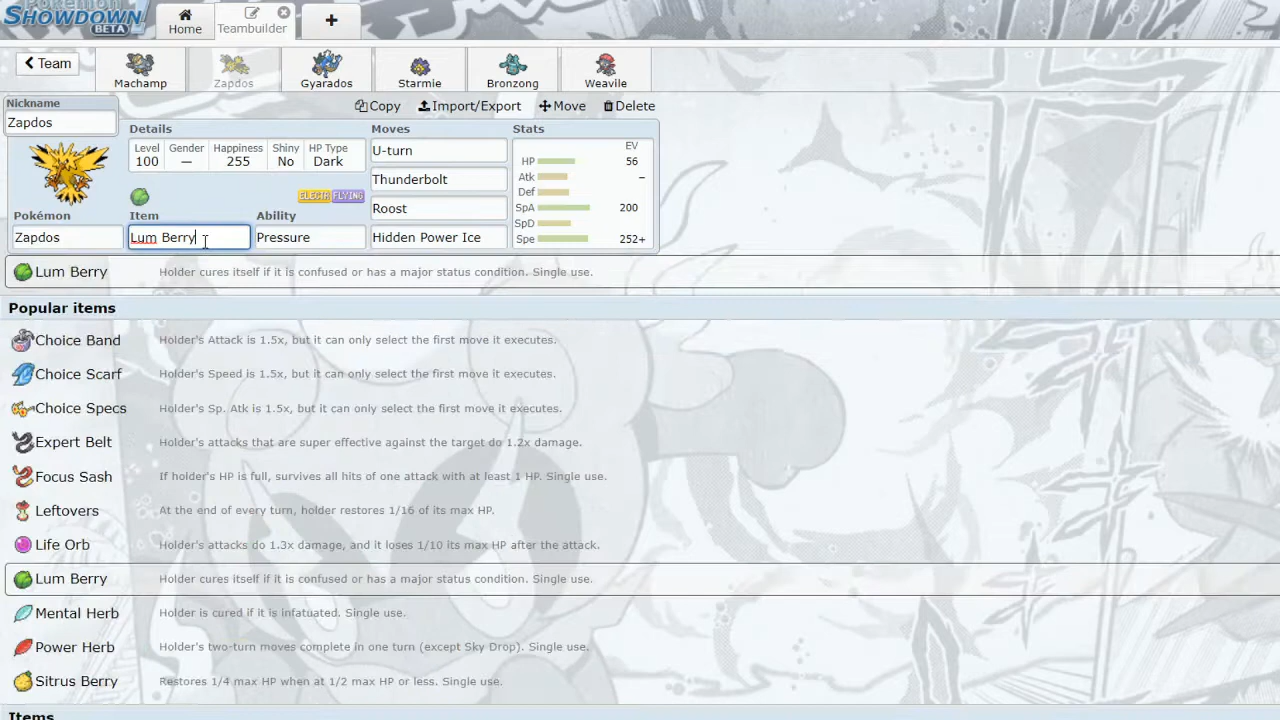 Pokémon
SHOWDOWN
BETA
Home
Teambuilder
+
Team
Machamp
Zapdos
Gyarados
Starmie
Bronzong
Weavile
Nickname
Zapdos
Copy
Import/Export
Move
Delete
Details
Level Gender Happiness Shiny HP Type
100 — 255 No Dark
ELECTR FLYING
Pokémon
Zapdos
Item
Lum Berry
Ability
Pressure
Moves
U-turn
Thunderbolt
Roost
Hidden Power Ice
Stats
EV
HP 56
Atk –
Def
SpA 200
SpD
Spe 252+
Lum Berry Holder cures itself if it is confused or has a major status condition. Single use.
Popular items
Choice Band Holder's Attack is 1.5x, but it can only select the first move it executes.
Choice Scarf Holder's Speed is 1.5x, but it can only select the first move it executes.
Choice Specs Holder's Sp. Atk is 1.5x, but it can only select the first move it executes.
Expert Belt Holder's attacks that are super effective against the target do 1.2x damage.
Focus Sash If holder's HP is full, survives all hits of one attack with at least 1 HP. Single use.
Leftovers At the end of every turn, holder restores 1/16 of its max HP.
Life Orb Holder's attacks do 1.3x damage, and it loses 1/10 its max HP after the attack.
Lum Berry Holder cures itself if it is confused or has a major status condition. Single use.
Mental Herb Holder is cured if it is infatuated. Single use.
Power Herb Holder's two-turn moves complete in one turn (except Sky Drop). Single use.
Sitrus Berry Restores 1/4 max HP when at 1/2 max HP or less. Single use.
Items